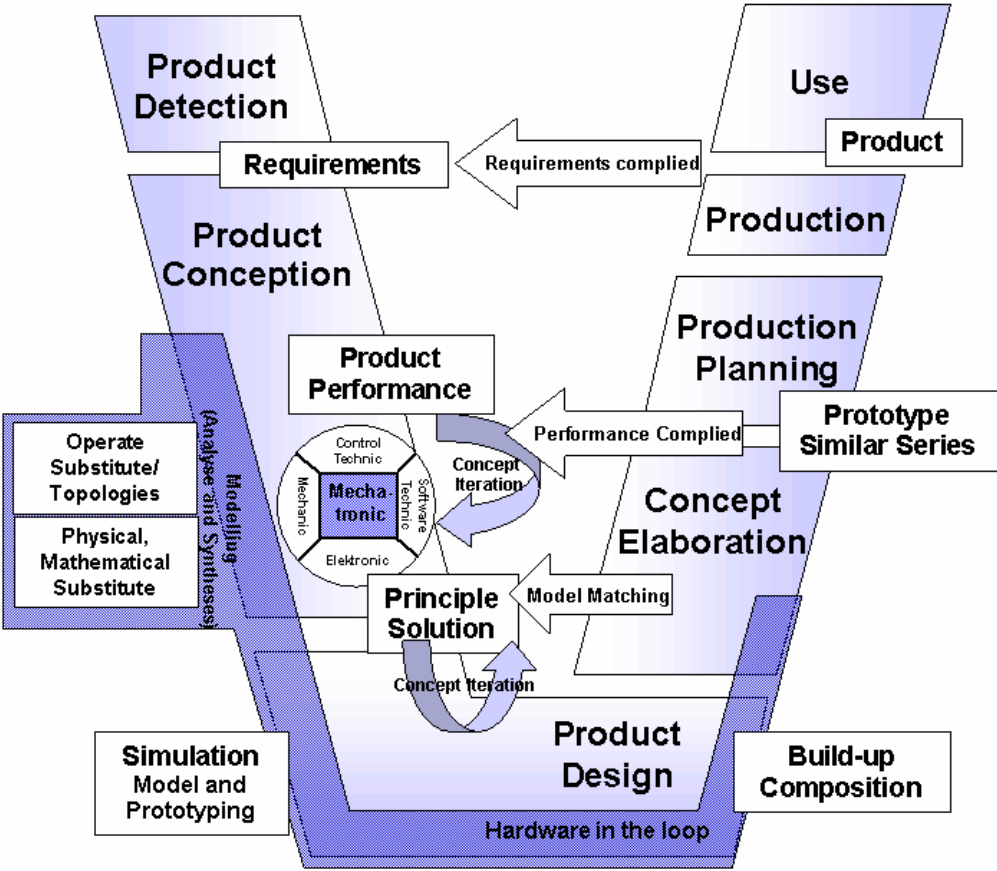 Product
Detection
Use
Product
Requirements
Requirements complied
Production
Product
Conception
Production
Planning
Product
Performance
Prototype
Similar Series
Performance Complied
Concept
Iteration
Control
Technic
Mechanic
Mecha-
tronic
Software
Technic
Elektronic
Operate
Substitute/
Topologies
Physical,
Mathematical
Substitute
Modelling
(Analyse and Syntheses)
Concept
Elaboration
Principle
Solution
Model Matching
Concept Iteration
Product
Design
Simulation
Model and
Prototyping
Build-up
Composition
Hardware in the loop